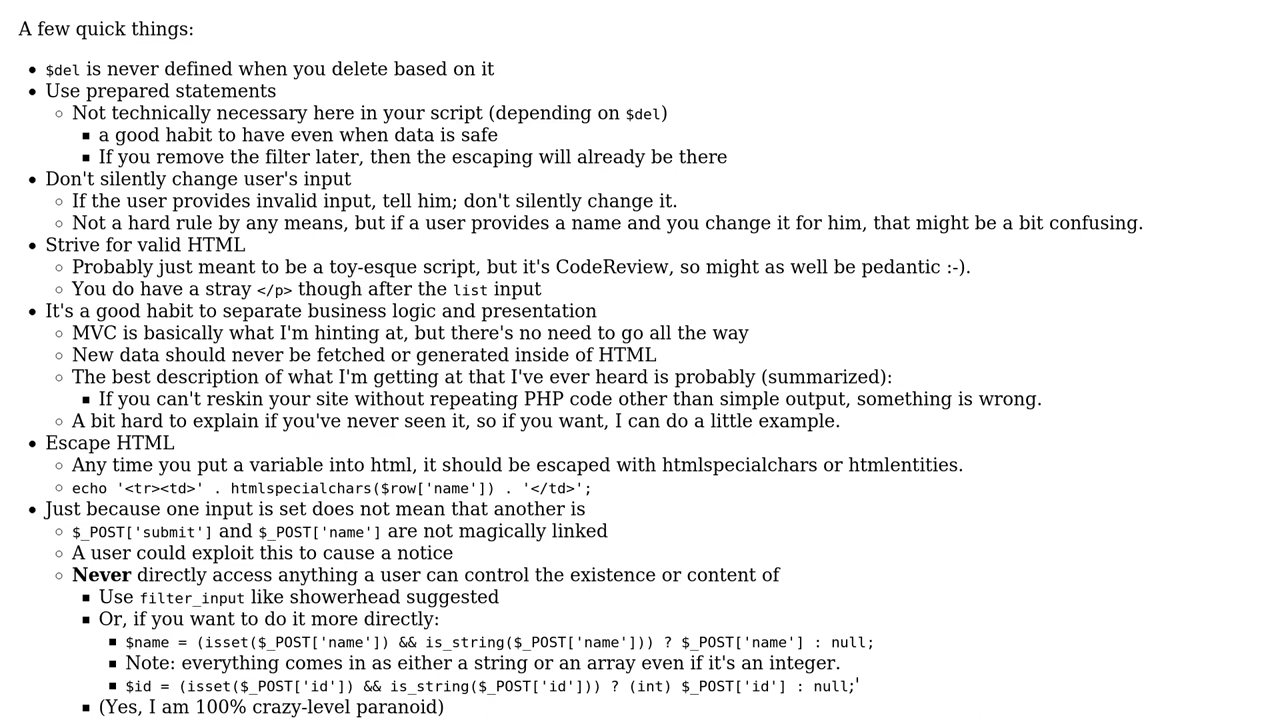 A few quick things:
$del is never defined when you delete based on it
Use prepared statements
Not technically necessary here in your script (depending on $del)
a good habit to have even when data is safe
If you remove the filter later, then the escaping will already be there
Don't silently change user's input
If the user provides invalid input, tell him; don't silently change it.
Not a hard rule by any means, but if a user provides a name and you change it for him, that might be a bit confusing.
Strive for valid HTML
Probably just meant to be a toy-esque script, but it's CodeReview, so might as well be pedantic :-).
You do have a stray </p> though after the list input
It's a good habit to separate business logic and presentation
MVC is basically what I'm hinting at, but there's no need to go all the way
New data should never be fetched or generated inside of HTML
The best description of what I'm getting at that I've ever heard is probably (summarized):
If you can't reskin your site without repeating PHP code other than simple output, something is wrong.
A bit hard to explain if you've never seen it, so if you want, I can do a little example.
Escape HTML
Any time you put a variable into html, it should be escaped with htmlspecialchars or htmlentities.
echo '<tr><td>' . htmlspecialchars($row['name']) . '</td>';
Just because one input is set does not mean that another is
$_POST['submit'] and $_POST['name'] are not magically linked
A user could exploit this to cause a notice
Never directly access anything a user can control the existence or content of
Use filter_input like showerhead suggested
Or, if you want to do it more directly:
$name = (isset($_POST['name']) && is_string($_POST['name'])) ? $_POST['name'] : null;
Note: everything comes in as either a string or an array even if it's an integer.
$id = (isset($_POST['id']) && is_string($_POST['id'])) ? (int) $_POST['id'] : null;'
(Yes, I am 100% crazy-level paranoid)